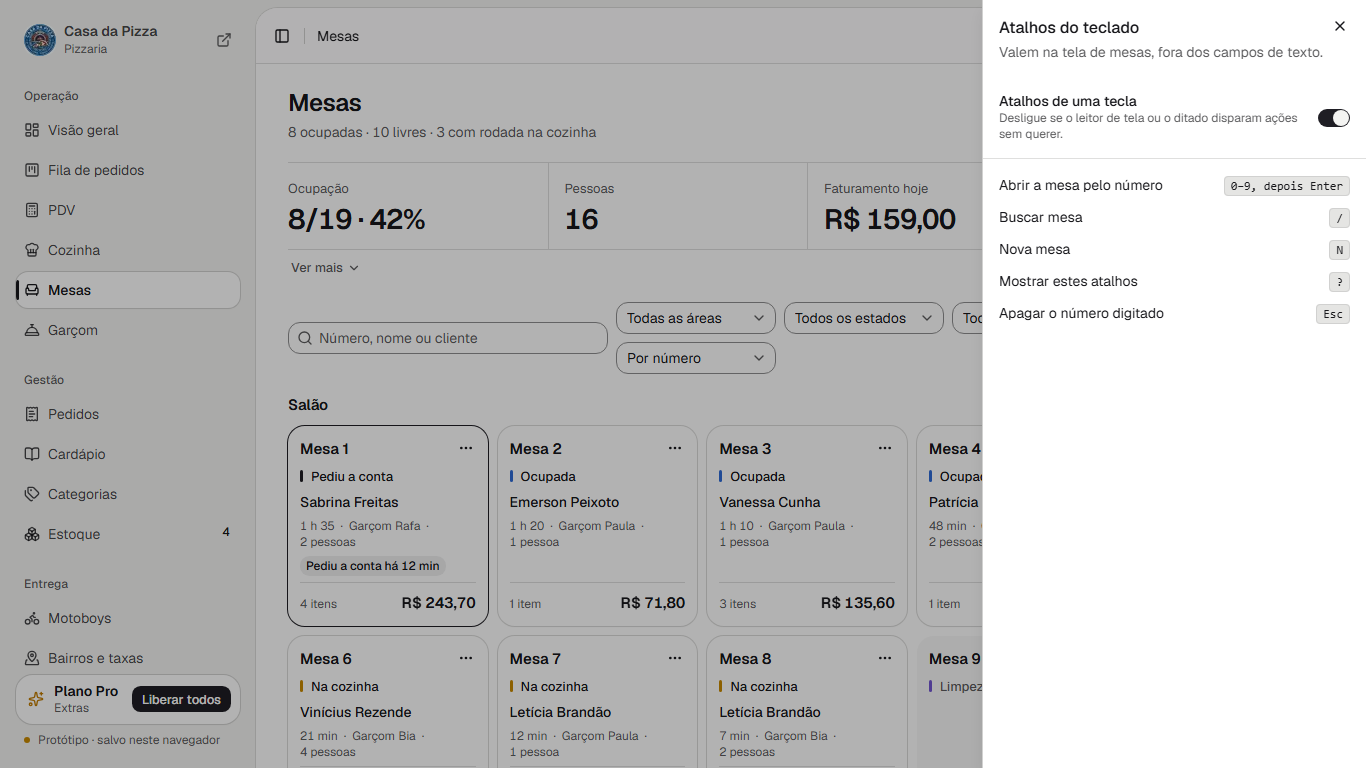 Casa da Pizza
Pizzaria
Operação
Visão geral
Fila de pedidos
PDV
Cozinha
Mesas
Garçom
Gestão
Pedidos
Cardápio
Categorias
Estoque 4
Entrega
Motoboys
Bairros e taxas
Plano Pro
Extras
Liberar todos
Protótipo · salvo neste navegador
Mesas
Mesas
8 ocupadas · 10 livres · 3 com rodada na cozinha
Ocupação
8/19 · 42%
Pessoas
16
Faturamento hoje
R$ 159,00
Ver mais
Número, nome ou cliente
Todas as áreas
Todos os estados
Por número
Salão
Mesa 1
Pediu a conta
Sabrina Freitas
1 h 35 · Garçom Rafa ·
2 pessoas
Pediu a conta há 12 min
4 itens R$ 243,70
Mesa 2
Ocupada
Emerson Peixoto
1 h 20 · Garçom Paula ·
1 pessoa
1 item R$ 71,80
Mesa 3
Ocupada
Vanessa Cunha
1 h 10 · Garçom Paula ·
1 pessoa
3 itens R$ 135,60
Mesa 4
Ocupa
Patrícia
48 min ·
2 pessoas
1 item
Mesa 6
Na cozinha
Vinícius Rezende
21 min · Garçom Bia ·
4 pessoas
Mesa 7
Na cozinha
Letícia Brandão
12 min · Garçom Paula ·
1 pessoa
Mesa 8
Na cozinha
Letícia Brandão
7 min · Garçom Bia ·
2 pessoas
Mesa 9
Limpez
Atalhos do teclado
Valem na tela de mesas, fora dos campos de texto.
Atalhos de uma tecla
Desligue se o leitor de tela ou o ditado disparam ações
sem querer.
Abrir a mesa pelo número 0–9, depois Enter
Buscar mesa /
Nova mesa N
Mostrar estes atalhos ?
Apagar o número digitado Esc